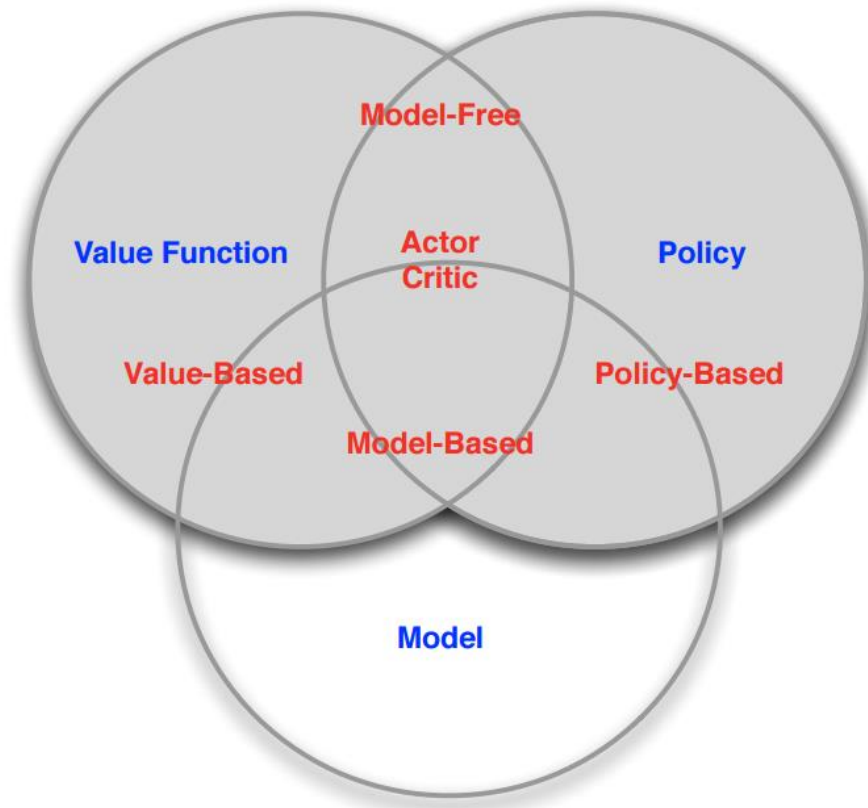 Model-Free
Value Function
Actor
Critic
Policy
Value-Based
Policy-Based
Model-Based
Model